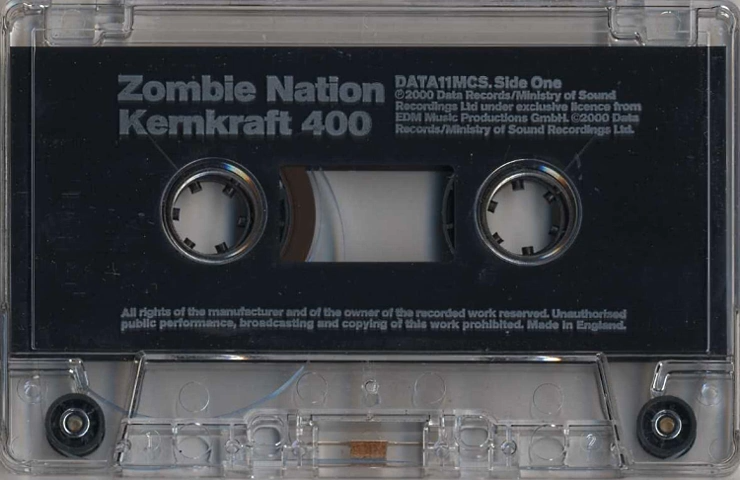 Zombie Nation
Kernkraft 400
DATA11MCS. Side One
℗2000 Data Records/Ministry of Sound
Recordings Ltd under exclusive licence from
EDM Music Productions GmbH. ©2000 Data
Records/Ministry of Sound Recordings Ltd.
All rights of the manufacturer and of the owner of the recorded work reserved. Unauthorised
public performance, broadcasting and copying of this work prohibited. Made in England.